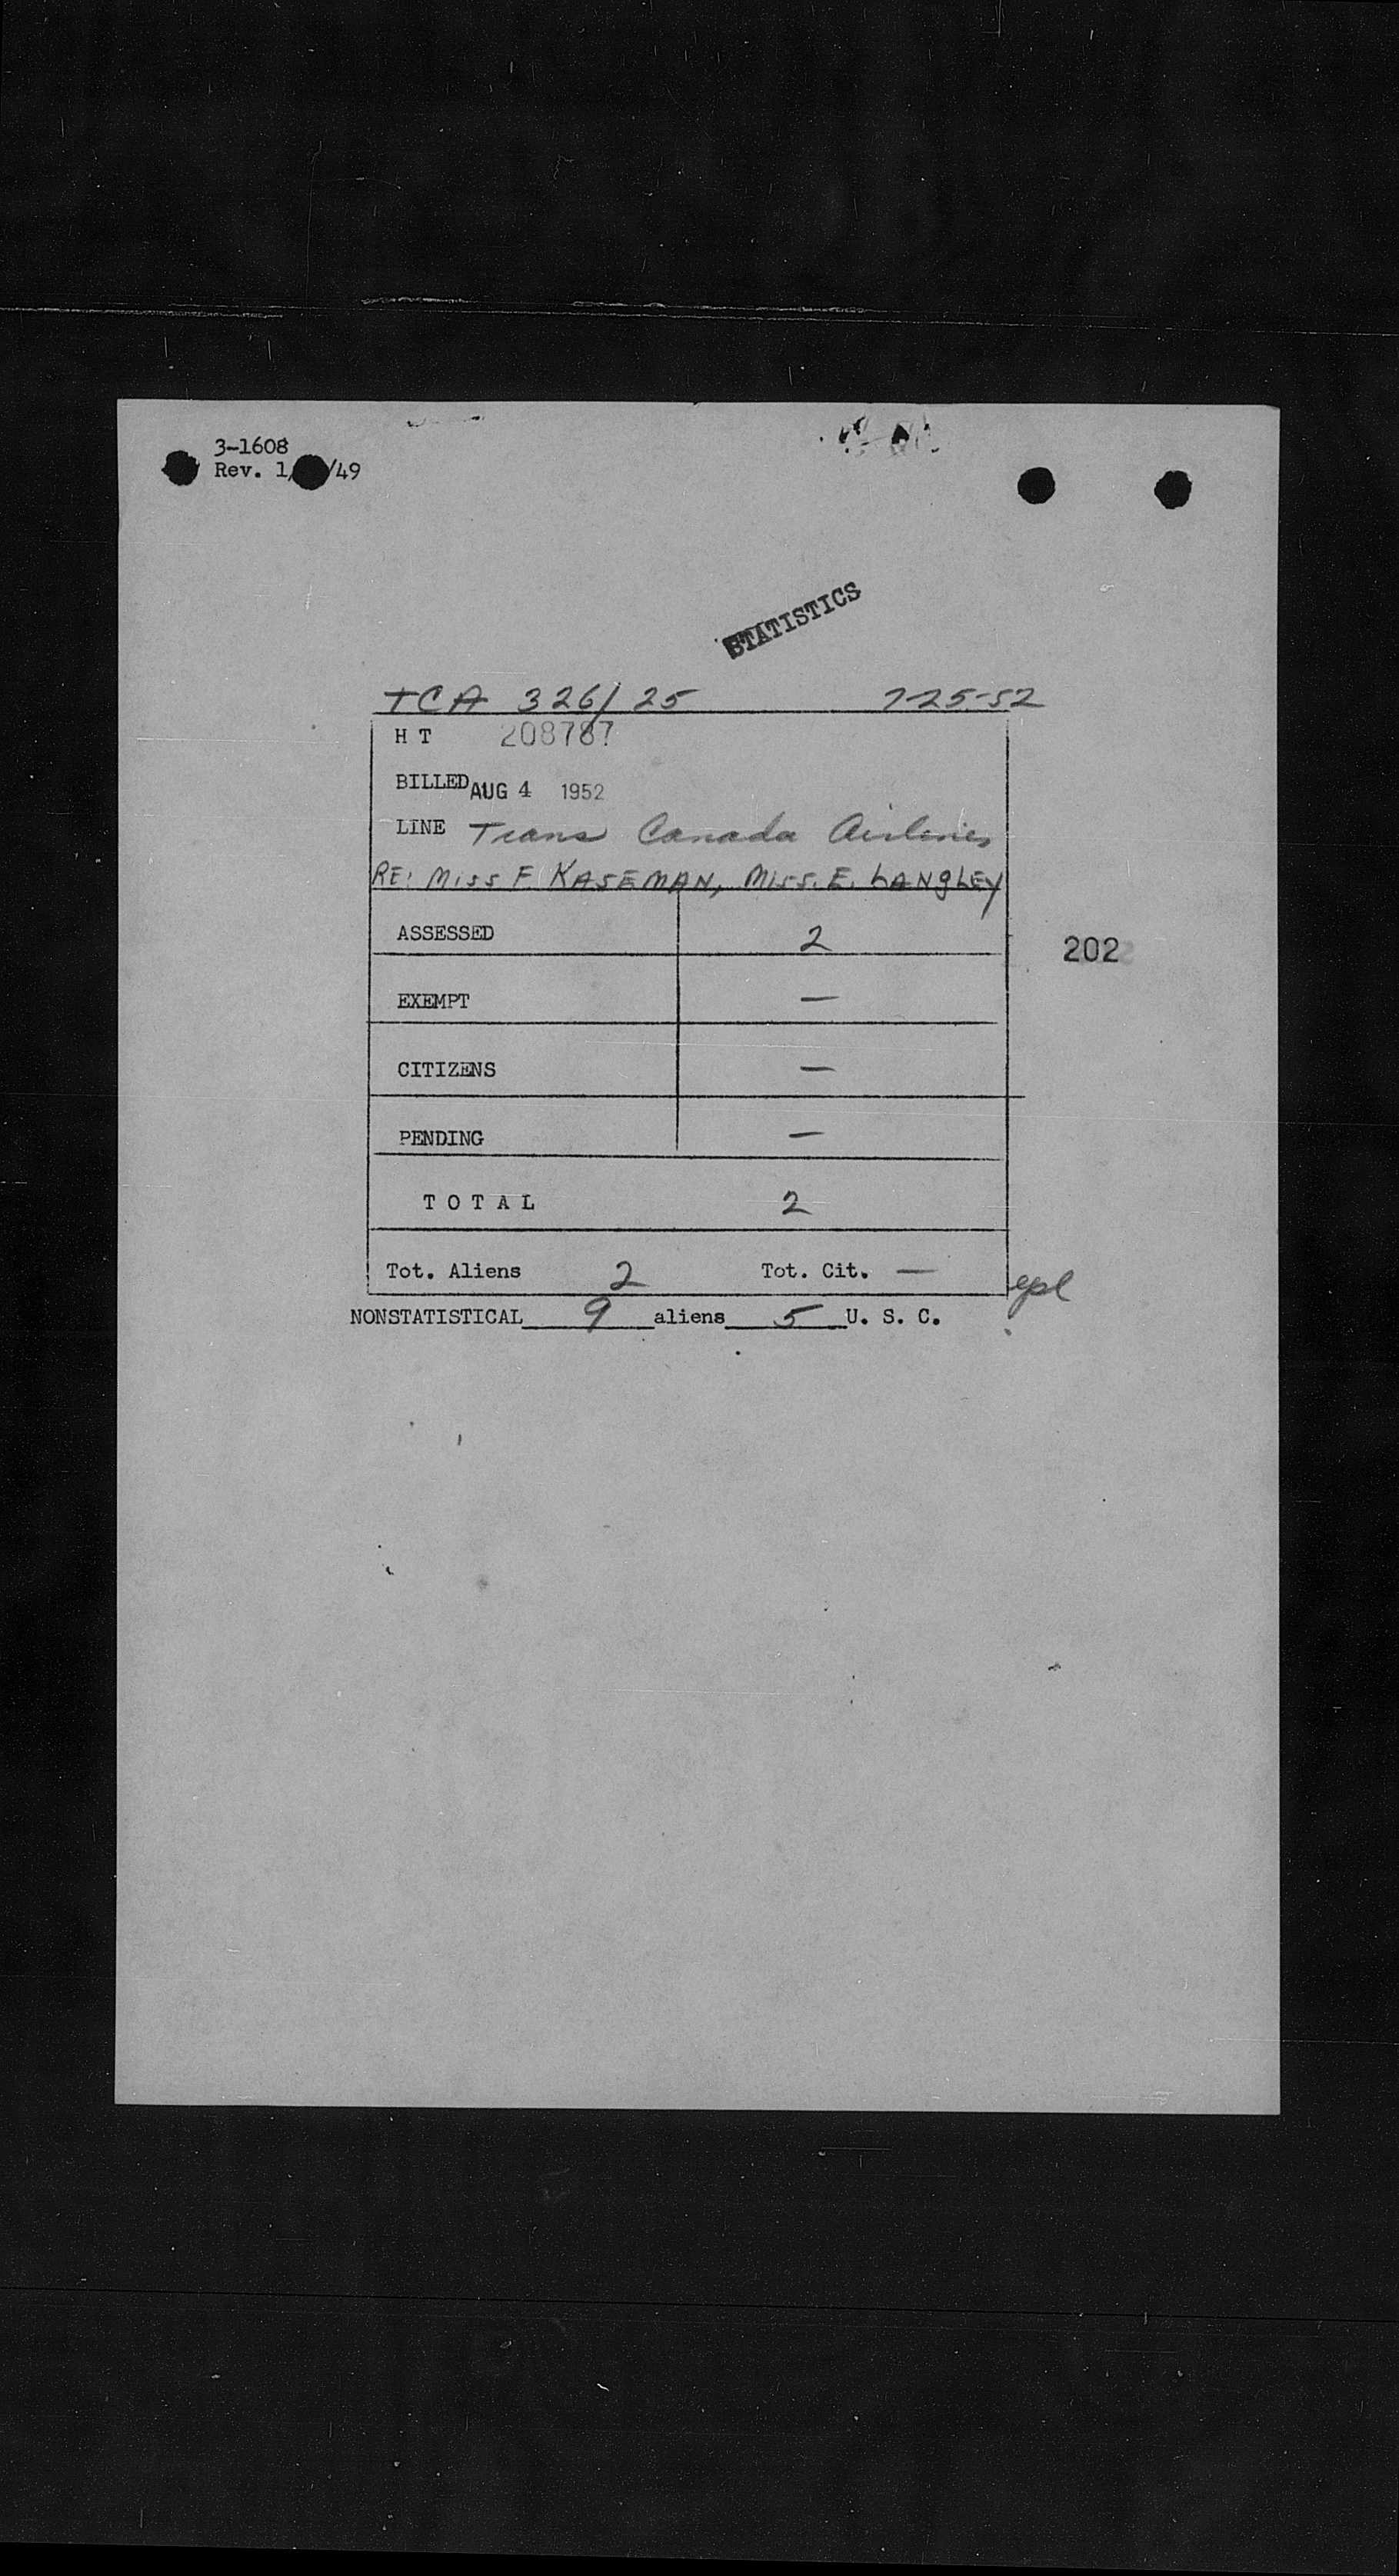 3-1608
Rev. 1/ /49
STATISTICS
TCA 326/25 7-25-52
H T 208787
BILLED AUG 4 1952
LINE Trans Canada Airlines
RE: MISS F. KASEMAN, MISS. E. LANGLEY
ASSESSED 2
202
EXEMPT —
CITIZENS —
PENDING —
T O T A L 2
Tot. Aliens 2 Tot. Cit. —
NONSTATISTICAL 9 aliens 5 U. S. C.